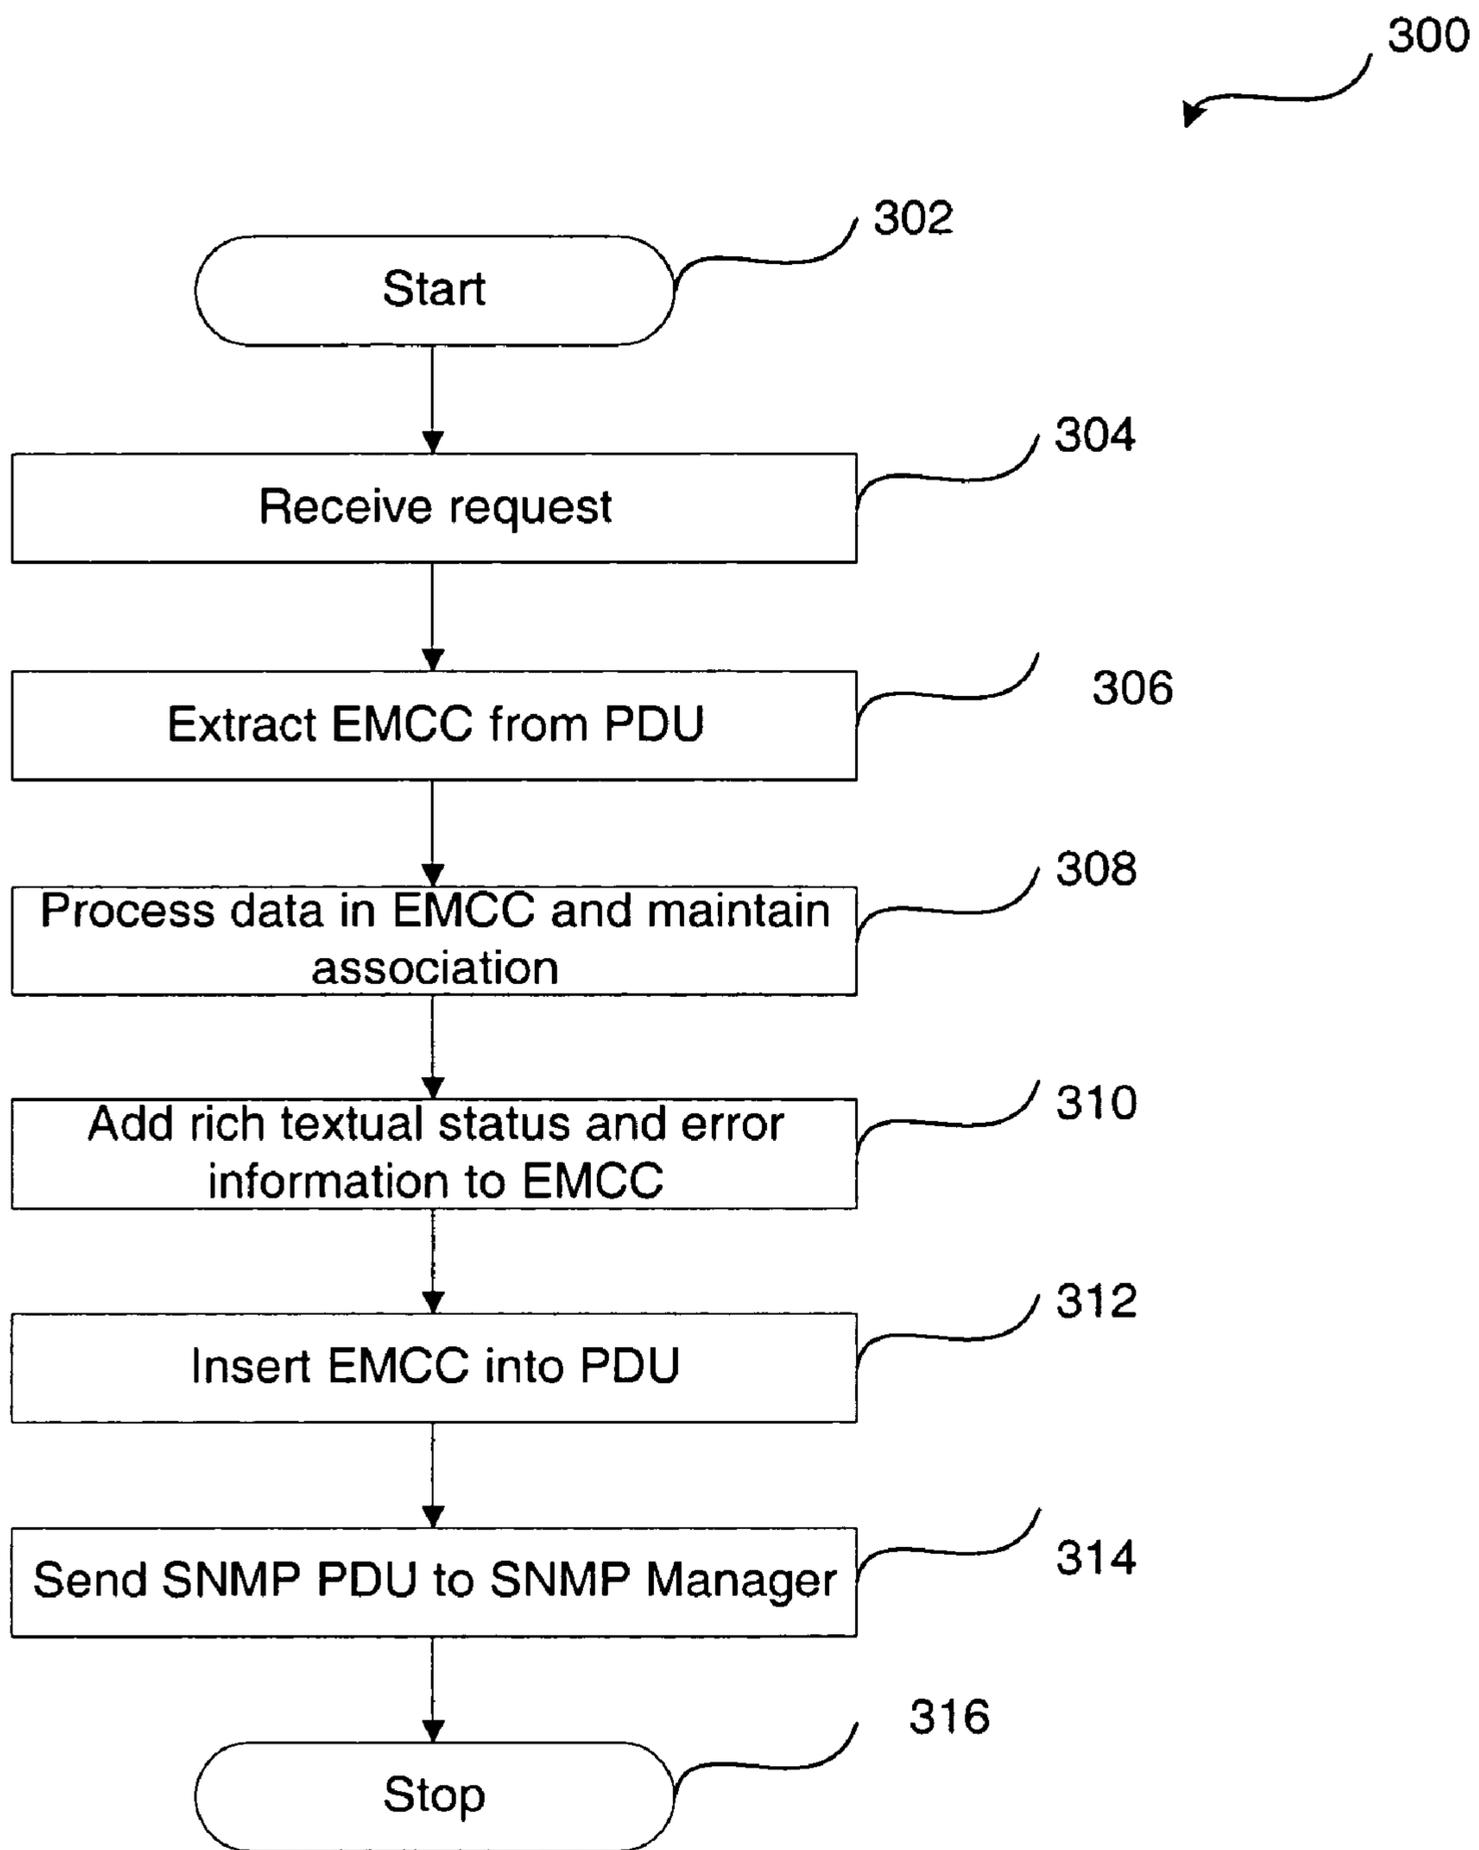 300
302
Start
304
Receive request
306
Extract EMCC from PDU
308
Process data in EMCC and maintain
association
310
Add rich textual status and error
information to EMCC
312
Insert EMCC into PDU
314
Send SNMP PDU to SNMP Manager
316
Stop